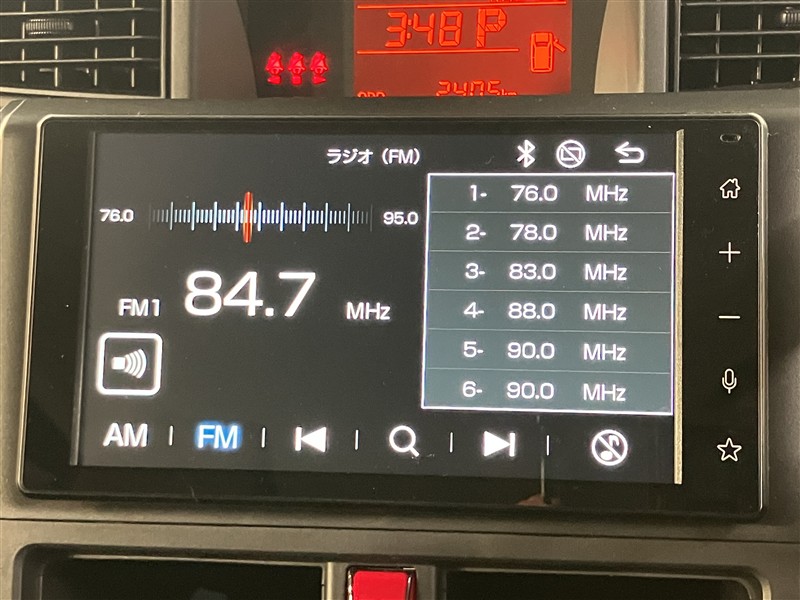 3:48 P
ODO 2405km
ラジオ（FM）
76.0 95.0
FM1 84.7 MHz
1- 76.0 MHz
2- 78.0 MHz
3- 83.0 MHz
4- 88.0 MHz
5- 90.0 MHz
6- 90.0 MHz
AM FM